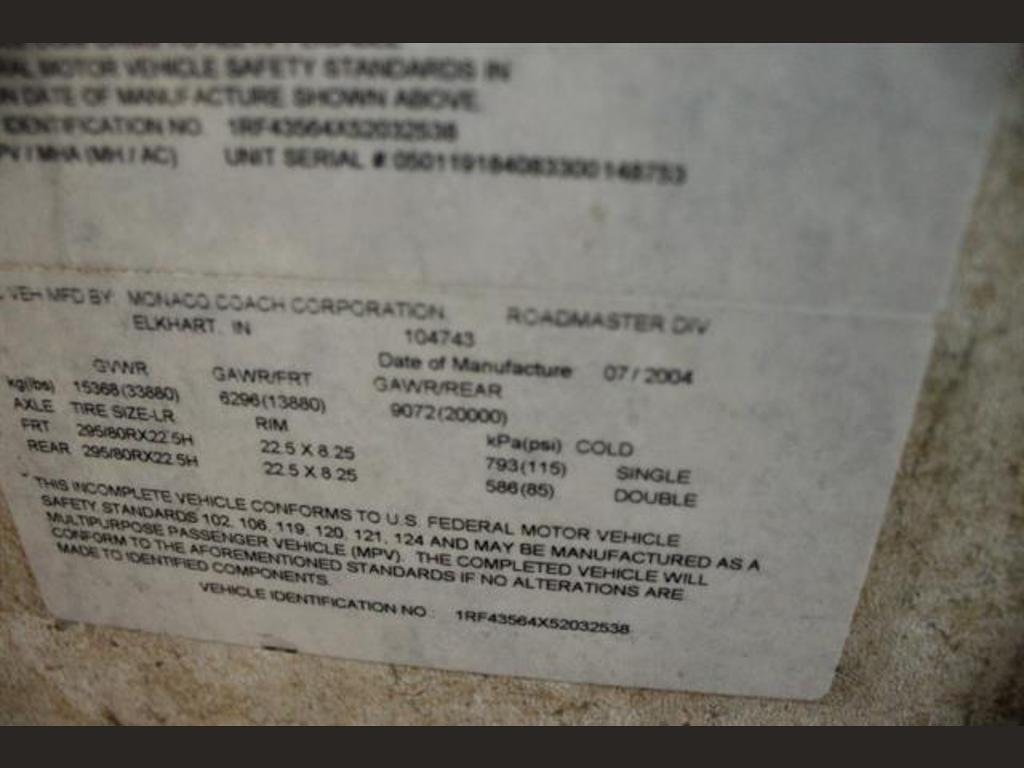 RAL MOTOR VEHICLE SAFETY STANDARDS IN
N DATE OF MANUFACTURE SHOWN ABOVE.
IDENTIFICATION NO. 1RF43564X52032538
PV / MHA (MH / AC) UNIT SERIAL # 050119184083300148753
VEH MFD BY: MONACO COACH CORPORATION. ROADMASTER DIV
ELKHART, IN 104743
Date of Manufacture 07 / 2004
GVWR GAWR/FRT GAWR/REAR
kg(lbs) 15368(33880) 6296(13880) 9072(20000)
AXLE TIRE SIZE-LR RIM kPa(psi) COLD
FRT 295/80RX22.5H 22.5 X 8.25 793(115) SINGLE
REAR 295/80RX22.5H 22.5 X 8.25 586(85) DOUBLE
THIS INCOMPLETE VEHICLE CONFORMS TO U.S. FEDERAL MOTOR VEHICLE
SAFETY STANDARDS 102, 106, 119, 120, 121, 124 AND MAY BE MANUFACTURED AS A
MULTIPURPOSE PASSENGER VEHICLE (MPV). THE COMPLETED VEHICLE WILL
CONFORM TO THE AFOREMENTIONED STANDARDS IF NO ALTERATIONS ARE
MADE TO IDENTIFIED COMPONENTS.
VEHICLE IDENTIFICATION NO.: 1RF43564X52032538